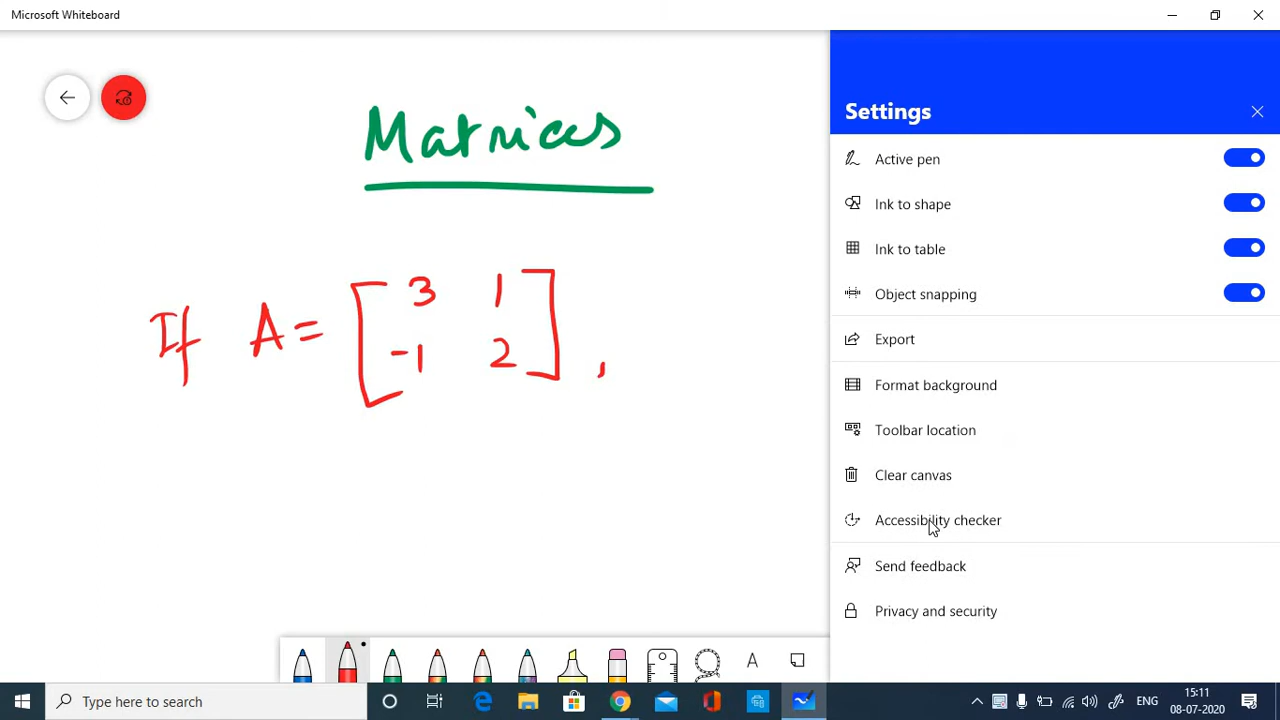 Microsoft Whiteboard
Matrices
If A = [ 3 1
-1 2 ] ,
Settings
Active pen
Ink to shape
Ink to table
Object snapping
Export
Format background
Toolbar location
Clear canvas
Accessibility checker
Send feedback
Privacy and security
A
Type here to search
ENG
15:11
08-07-2020